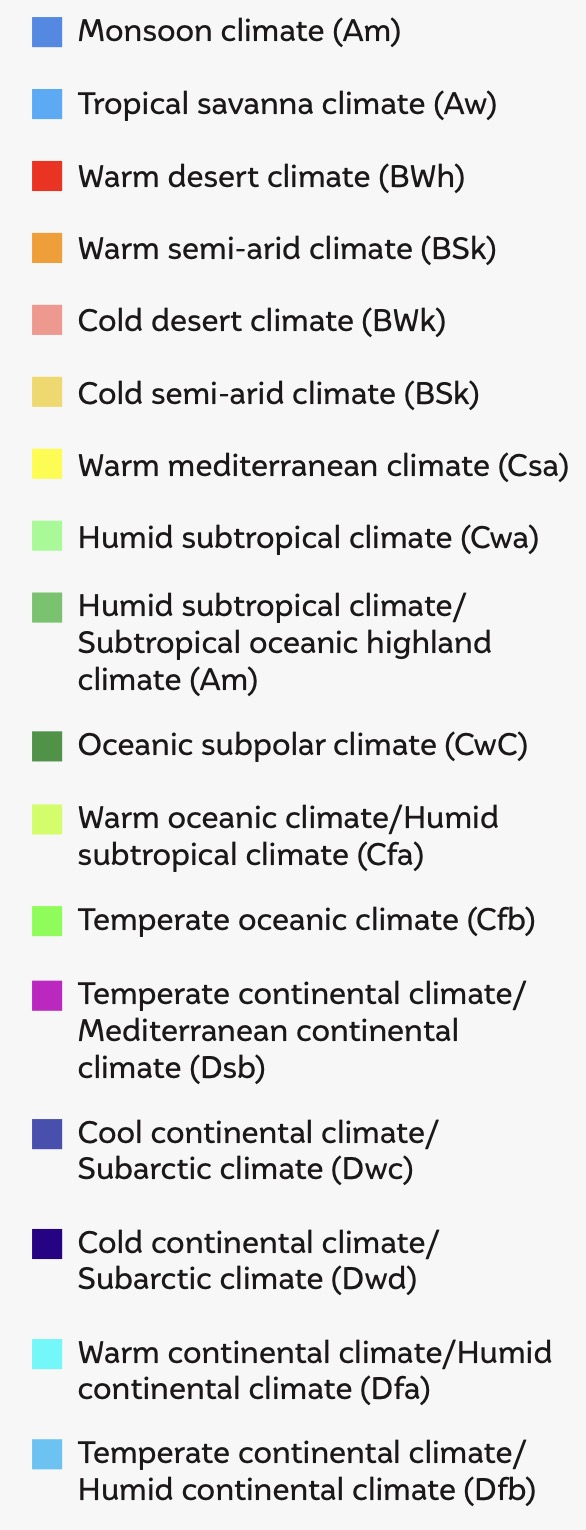 Monsoon climate (Am)
Tropical savanna climate (Aw)
Warm desert climate (BWh)
Warm semi-arid climate (BSk)
Cold desert climate (BWk)
Cold semi-arid climate (BSk)
Warm mediterranean climate (Csa)
Humid subtropical climate (Cwa)
Humid subtropical climate/
Subtropical oceanic highland
climate (Am)
Oceanic subpolar climate (CwC)
Warm oceanic climate/Humid
subtropical climate (Cfa)
Temperate oceanic climate (Cfb)
Temperate continental climate/
Mediterranean continental
climate (Dsb)
Cool continental climate/
Subarctic climate (Dwc)
Cold continental climate/
Subarctic climate (Dwd)
Warm continental climate/Humid
continental climate (Dfa)
Temperate continental climate/
Humid continental climate (Dfb)